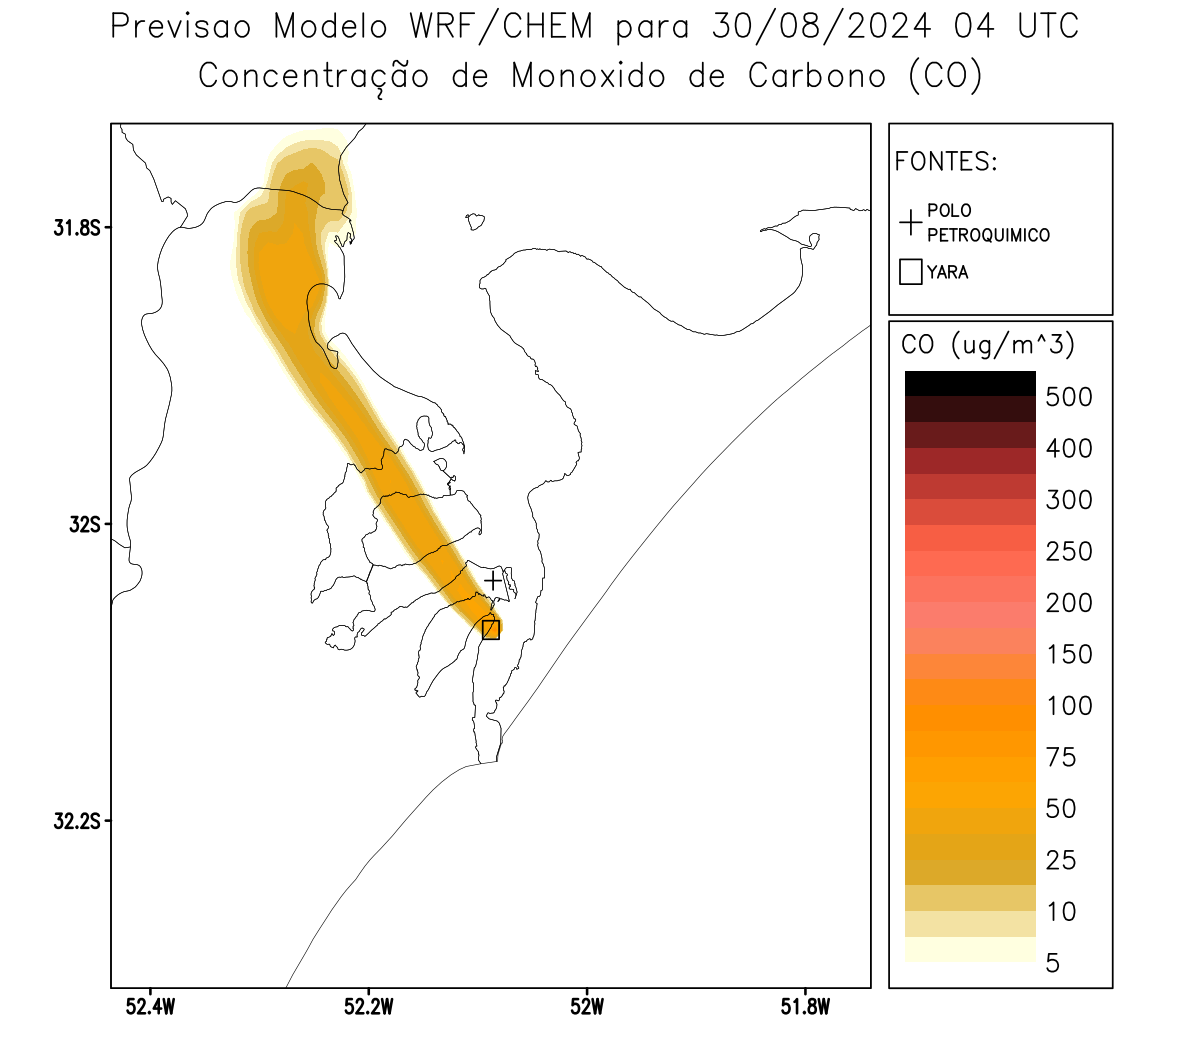 Previsao Modelo WRF/CHEM para 30/08/2024 04 UTC
Concentração de Monoxido de Carbono (CO)
FONTES:
POLO
PETROQUIMICO
YARA
CO (ug/m^3)
500
400
300
250
200
150
100
75
50
25
10
5
31.8S
32S
32.2S
52.4W
52.2W
52W
51.8W